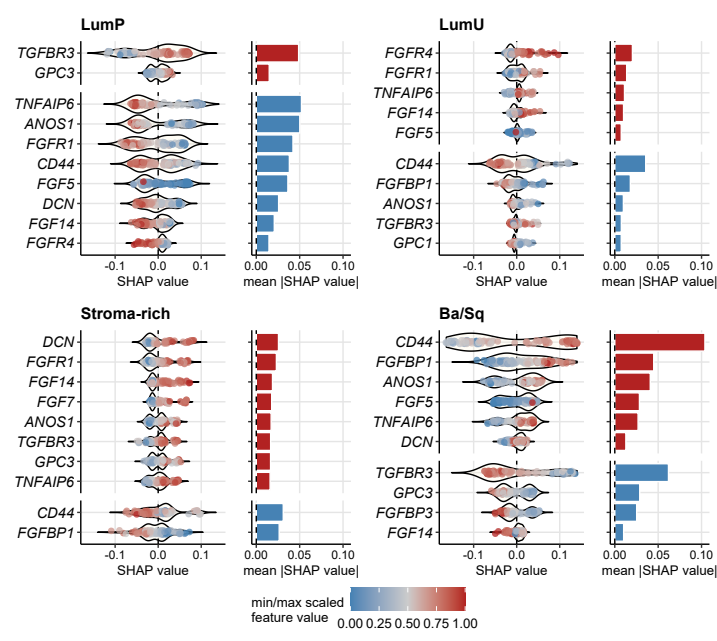 LumP
TGFBR3
GPC3
TNFAIP6
ANOS1
FGFR1
CD44
FGF5
DCN
FGF14
FGFR4
-0.1 0.0 0.1
SHAP value
0.00 0.05 0.10
mean |SHAP value|
LumU
FGFR4
FGFR1
TNFAIP6
FGF14
FGF5
CD44
FGFBP1
ANOS1
TGFBR3
GPC1
-0.1 0.0 0.1
SHAP value
0.00 0.05 0.10
mean |SHAP value|
Stroma-rich
DCN
FGFR1
FGF14
FGF7
ANOS1
TGFBR3
GPC3
TNFAIP6
CD44
FGFBP1
-0.1 0.0 0.1
SHAP value
0.00 0.05 0.10
mean |SHAP value|
Ba/Sq
CD44
FGFBP1
ANOS1
FGF5
TNFAIP6
DCN
TGFBR3
GPC3
FGFBP3
FGF14
-0.1 0.0 0.1
SHAP value
0.00 0.05 0.10
mean |SHAP value|
min/max scaled
feature value
0.00 0.25 0.50 0.75 1.00